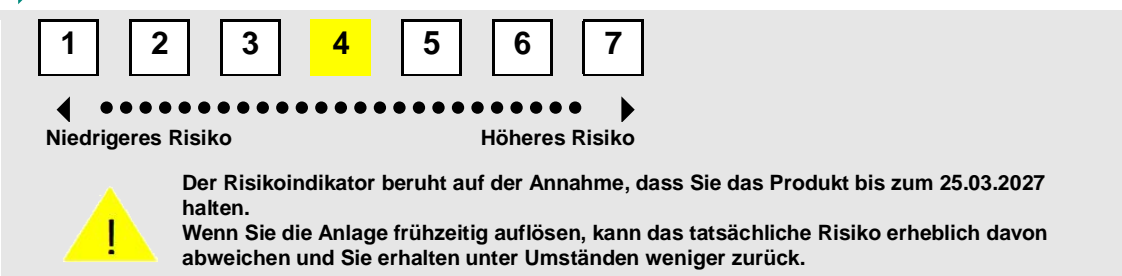 1 2 3 4 5 6 7
Niedrigeres Risiko Höheres Risiko
Der Risikoindikator beruht auf der Annahme, dass Sie das Produkt bis zum 25.03.2027
halten.
Wenn Sie die Anlage frühzeitig auflösen, kann das tatsächliche Risiko erheblich davon
abweichen und Sie erhalten unter Umständen weniger zurück.
!